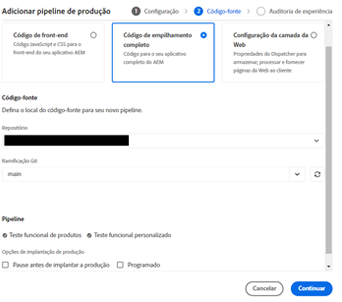 Adicionar pipeline de produção
1 Configuração
2 Código-fonte
Auditoria de experiência
Código de front-end
Código JavaScript e CSS para o
front-end do seu aplicativo AEM
Código de empilhamento
completo
Código para o seu aplicativo
completo do AEM
Configuração da camada da
Web
Propriedades do Dispatcher para
armazenar, processar e fornecer
páginas da Web ao cliente
Código-fonte
Defina o local do código-fonte para seu novo pipeline.
Repositório
Ramificação Git
main
Pipeline
Teste funcional de produtos
Teste funcional personalizado
Opções de implantação de produção
Pause antes de implantar a produção
Programado
Cancelar
Continuar